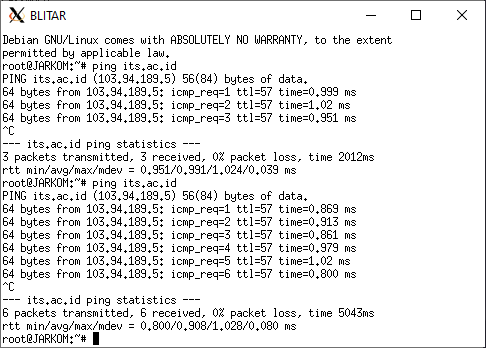 BLITAR
Debian GNU/Linux comes with ABSOLUTELY NO WARRANTY, to the extent
permitted by applicable law.
root@JARKOM:~# ping its.ac.id
PING its.ac.id (103.94.189.5) 56(84) bytes of data.
64 bytes from 103.94.189.5: icmp_req=1 ttl=57 time=0.999 ms
64 bytes from 103.94.189.5: icmp_req=2 ttl=57 time=1.02 ms
64 bytes from 103.94.189.5: icmp_req=3 ttl=57 time=0.951 ms
^C
--- its.ac.id ping statistics ---
3 packets transmitted, 3 received, 0% packet loss, time 2012ms
rtt min/avg/max/mdev = 0.951/0.991/1.024/0.039 ms
root@JARKOM:~# ping its.ac.id
PING its.ac.id (103.94.189.5) 56(84) bytes of data.
64 bytes from 103.94.189.5: icmp_req=1 ttl=57 time=0.869 ms
64 bytes from 103.94.189.5: icmp_req=2 ttl=57 time=0.913 ms
64 bytes from 103.94.189.5: icmp_req=3 ttl=57 time=0.861 ms
64 bytes from 103.94.189.5: icmp_req=4 ttl=57 time=0.979 ms
64 bytes from 103.94.189.5: icmp_req=5 ttl=57 time=1.02 ms
64 bytes from 103.94.189.5: icmp_req=6 ttl=57 time=0.800 ms
^C
--- its.ac.id ping statistics ---
6 packets transmitted, 6 received, 0% packet loss, time 5043ms
rtt min/avg/max/mdev = 0.800/0.908/1.028/0.080 ms
root@JARKOM:~#